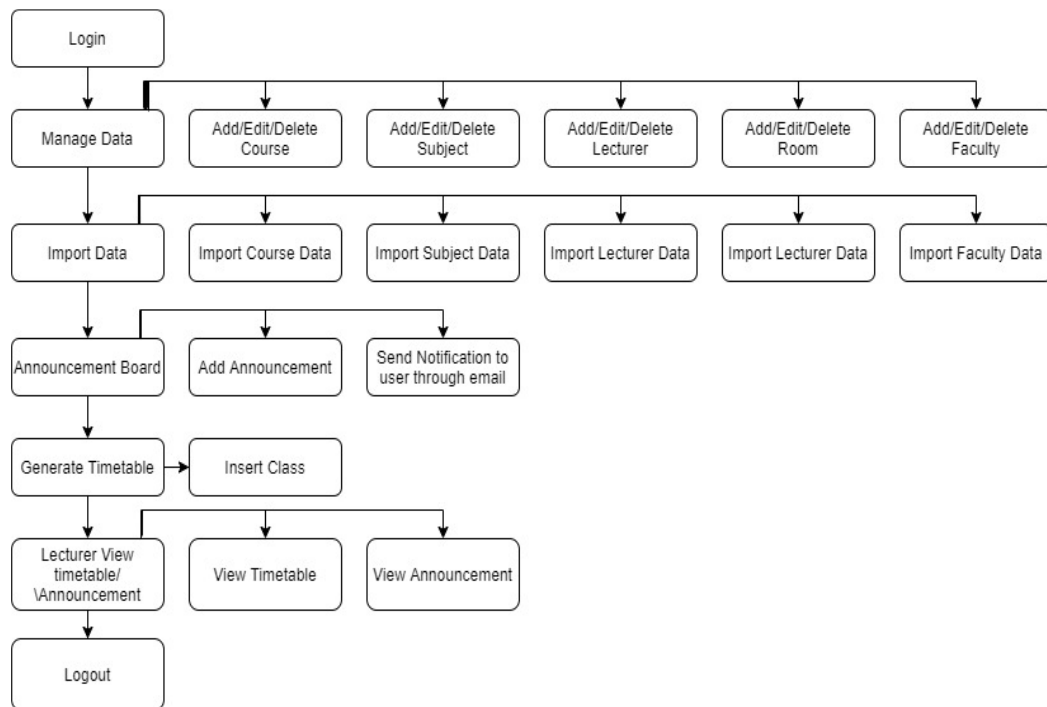 Login
Manage Data
Add/Edit/Delete
Course
Add/Edit/Delete
Subject
Add/Edit/Delete
Lecturer
Add/Edit/Delete
Room
Add/Edit/Delete
Faculty
Import Data
Import Course Data
Import Subject Data
Import Lecturer Data
Import Lecturer Data
Import Faculty Data
Announcement Board
Add Announcement
Send Notification to
user through email
Generate Timetable
Insert Class
Lecturer View
timetable/
\Announcement
View Timetable
View Announcement
Logout